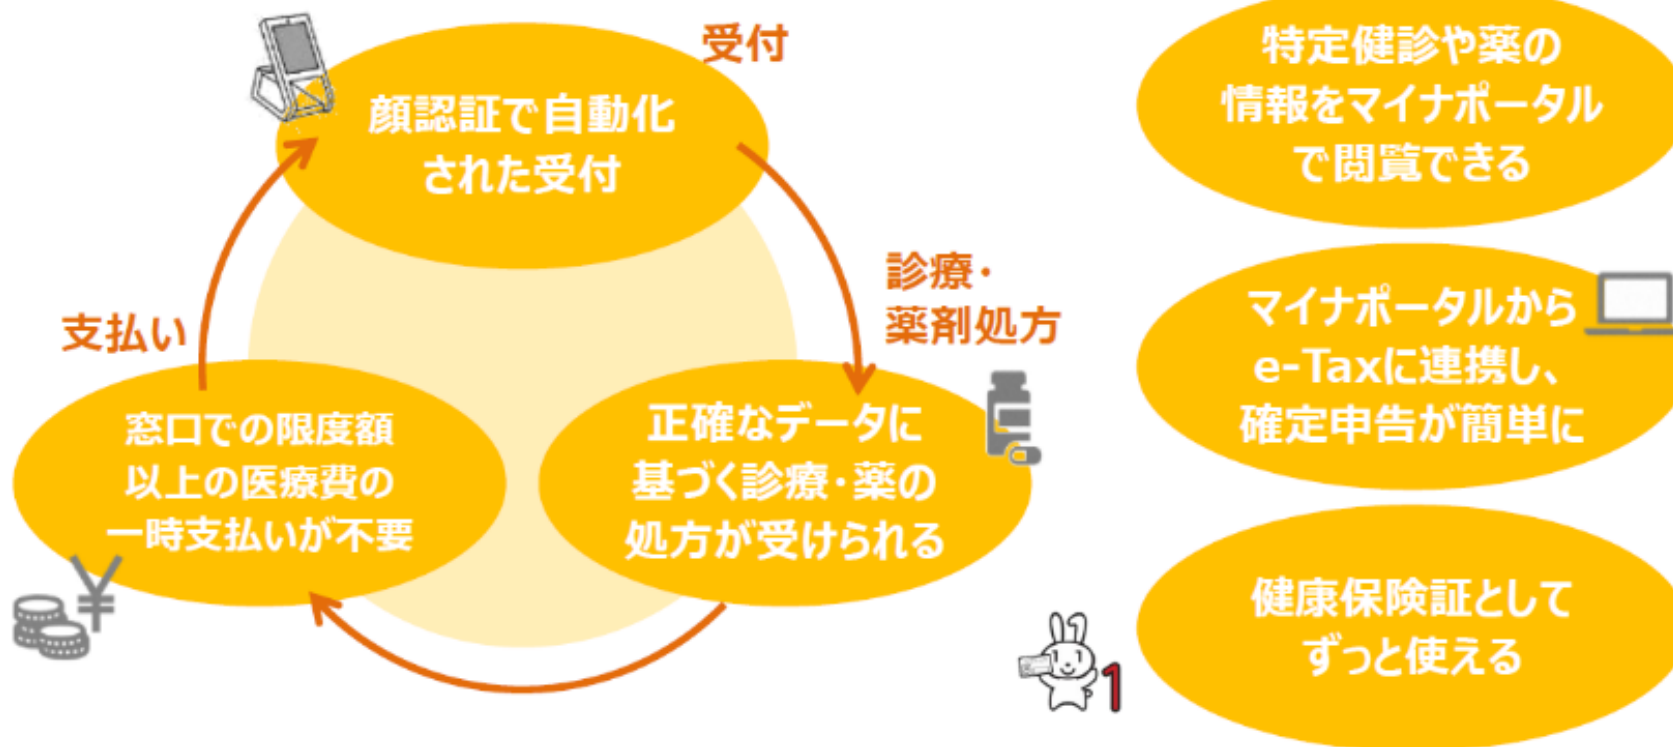 受付
顔認証で自動化
された受付
診療・
薬剤処方
正確なデータに
基づく診療・薬の
処方が受けられる
支払い
窓口での限度額
以上の医療費の
一時支払いが不要
¥
特定健診や薬の
情報をマイナポータル
で閲覧できる
マイナポータルから
e-Taxに連携し、
確定申告が簡単に
健康保険証として
ずっと使える
1